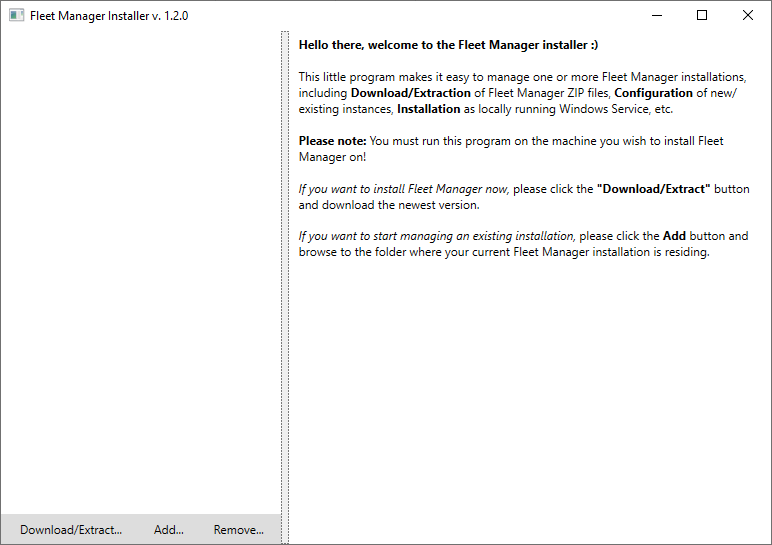 Fleet Manager Installer v. 1.2.0
Hello there, welcome to the Fleet Manager installer :)
This little program makes it easy to manage one or more Fleet Manager installations,
including Download/Extraction of Fleet Manager ZIP files, Configuration of new/
existing instances, Installation as locally running Windows Service, etc.
Please note: You must run this program on the machine you wish to install Fleet
Manager on!
If you want to install Fleet Manager now, please click the "Download/Extract" button
and download the newest version.
If you want to start managing an existing installation, please click the Add button and
browse to the folder where your current Fleet Manager installation is residing.
Download/Extract... Add... Remove...